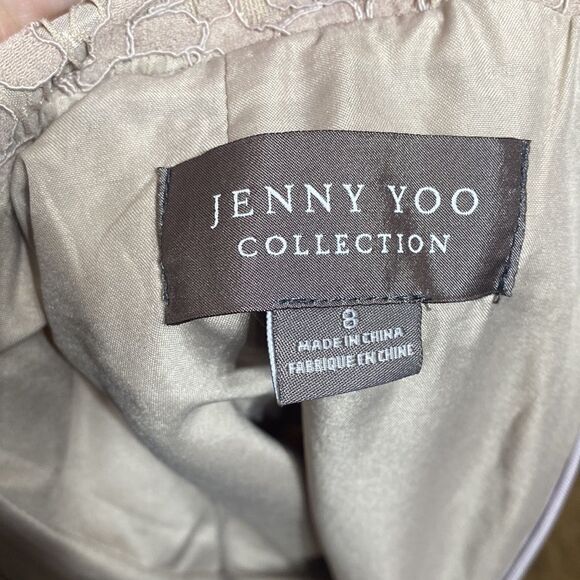 JENNY YOO
COLLECTION
8
MADE IN CHINA
FABRIQUE EN CHINE